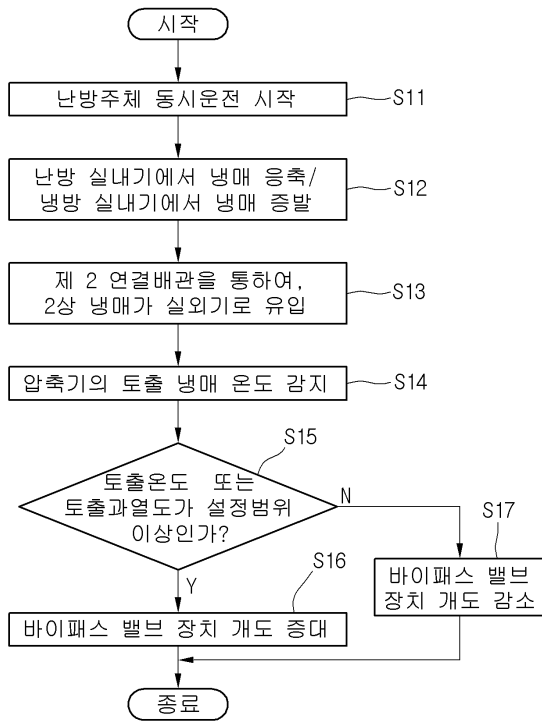 시작
난방주체 동시운전 시작
S11
난방 실내기에서 냉매 응축/
냉방 실내기에서 냉매 증발
S12
제 2 연결배관을 통하여,
2상 냉매가 실외기로 유입
S13
압축기의 토출 냉매 온도 감지
S14
S15
토출온도 또는
토출과열도가 설정범위
이상인가?
N
S17
바이패스 밸브
장치 개도 감소
Y
S16
바이패스 밸브 장치 개도 증대
종료